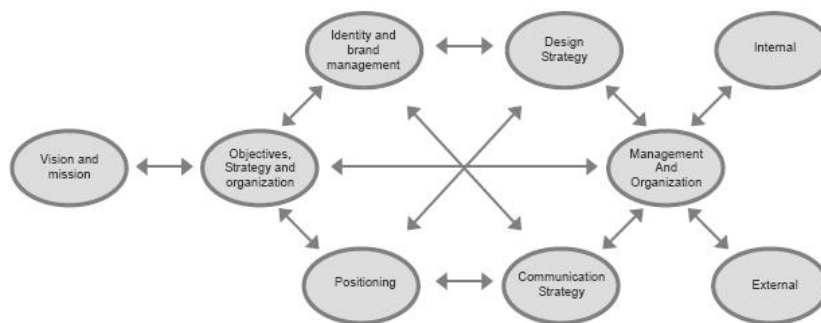 Identity and
brand
management
Design
Strategy
Internal
Vision and
mission
Objectives,
Strategy and
organization
Management
And
Organization
Positioning
Communication
Strategy
External